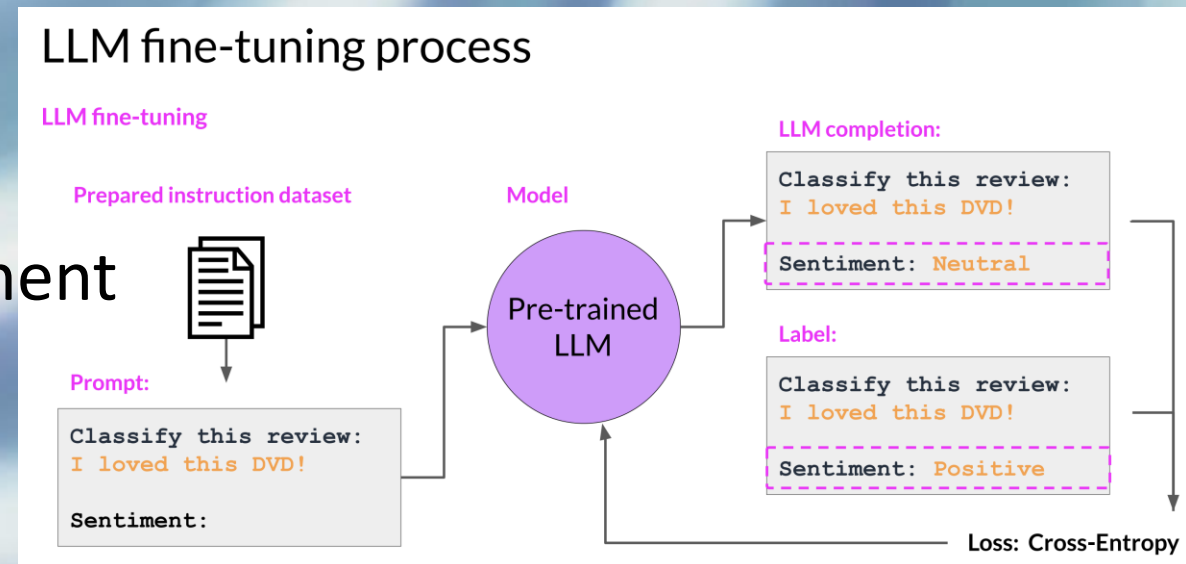 LLM fine-tuning process
LLM fine-tuning
Prepared instruction dataset
Prompt:
Classify this review:
I loved this DVD!
Sentiment:
Model
Pre-trained
LLM
LLM completion:
Classify this review:
I loved this DVD!
Sentiment: Neutral
Label:
Classify this review:
I loved this DVD!
Sentiment: Positive
Loss: Cross-Entropy